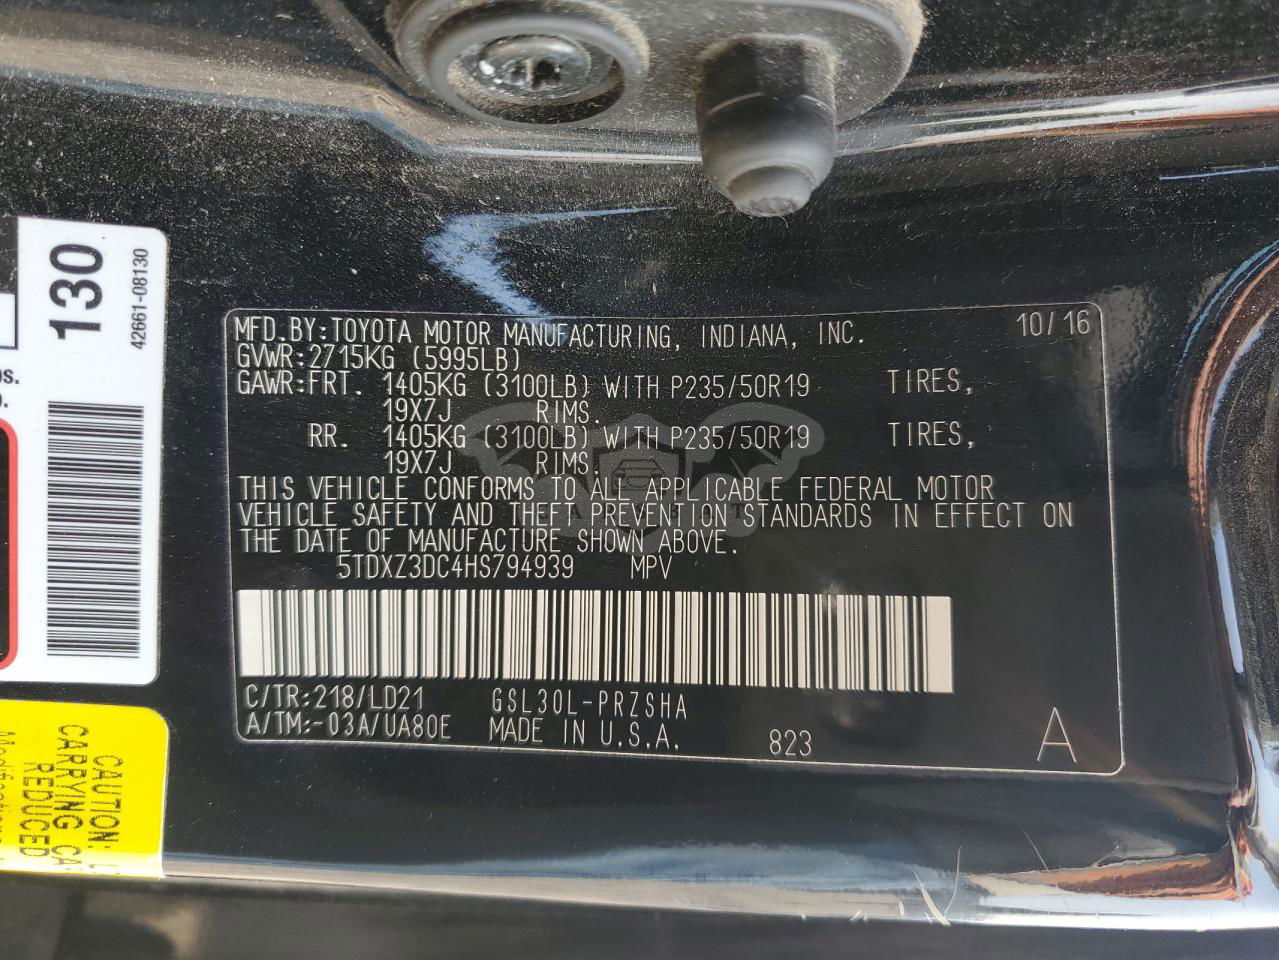 MFD.BY:TOYOTA MOTOR MANUFACTURING, INDIANA, INC. 10/16
GVWR:2715KG (5995LB)
GAWR:FRT. 1405KG (3100LB) WITH P235/50R19 TIRES,
19X7J RIMS.
RR. 1405KG (3100LB) WITH P235/50R19 TIRES,
19X7J RIMS.
THIS VEHICLE CONFORMS TO ALL APPLICABLE FEDERAL MOTOR
VEHICLE SAFETY AND THEFT PREVENTION STANDARDS IN EFFECT ON
THE DATE OF MANUFACTURE SHOWN ABOVE.
5TDXZ3DC4HS794939 MPV
C/TR:218/LD21 GSL30L-PRZSHA
A/TM:-03A/UA80E MADE IN U.S.A. 823 A
130
42661-08130
CAUTION:
CARRYING
REDUCED